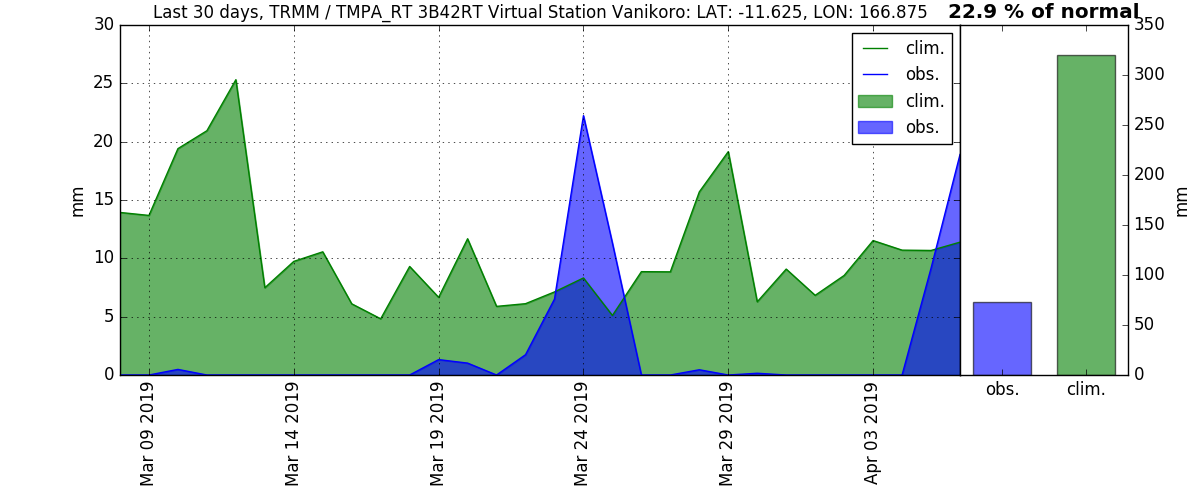 Last 30 days, TRMM / TMPA_RT 3B42RT Virtual Station Vanikoro: LAT: -11.625, LON: 166.875
22.9 % of normal
mm
30
25
20
15
10
5
0
clim.
obs.
clim.
obs.
Mar 09 2019
Mar 14 2019
Mar 19 2019
Mar 24 2019
Mar 29 2019
Apr 03 2019
350
300
250
200
150
100
50
0
mm
obs.
clim.